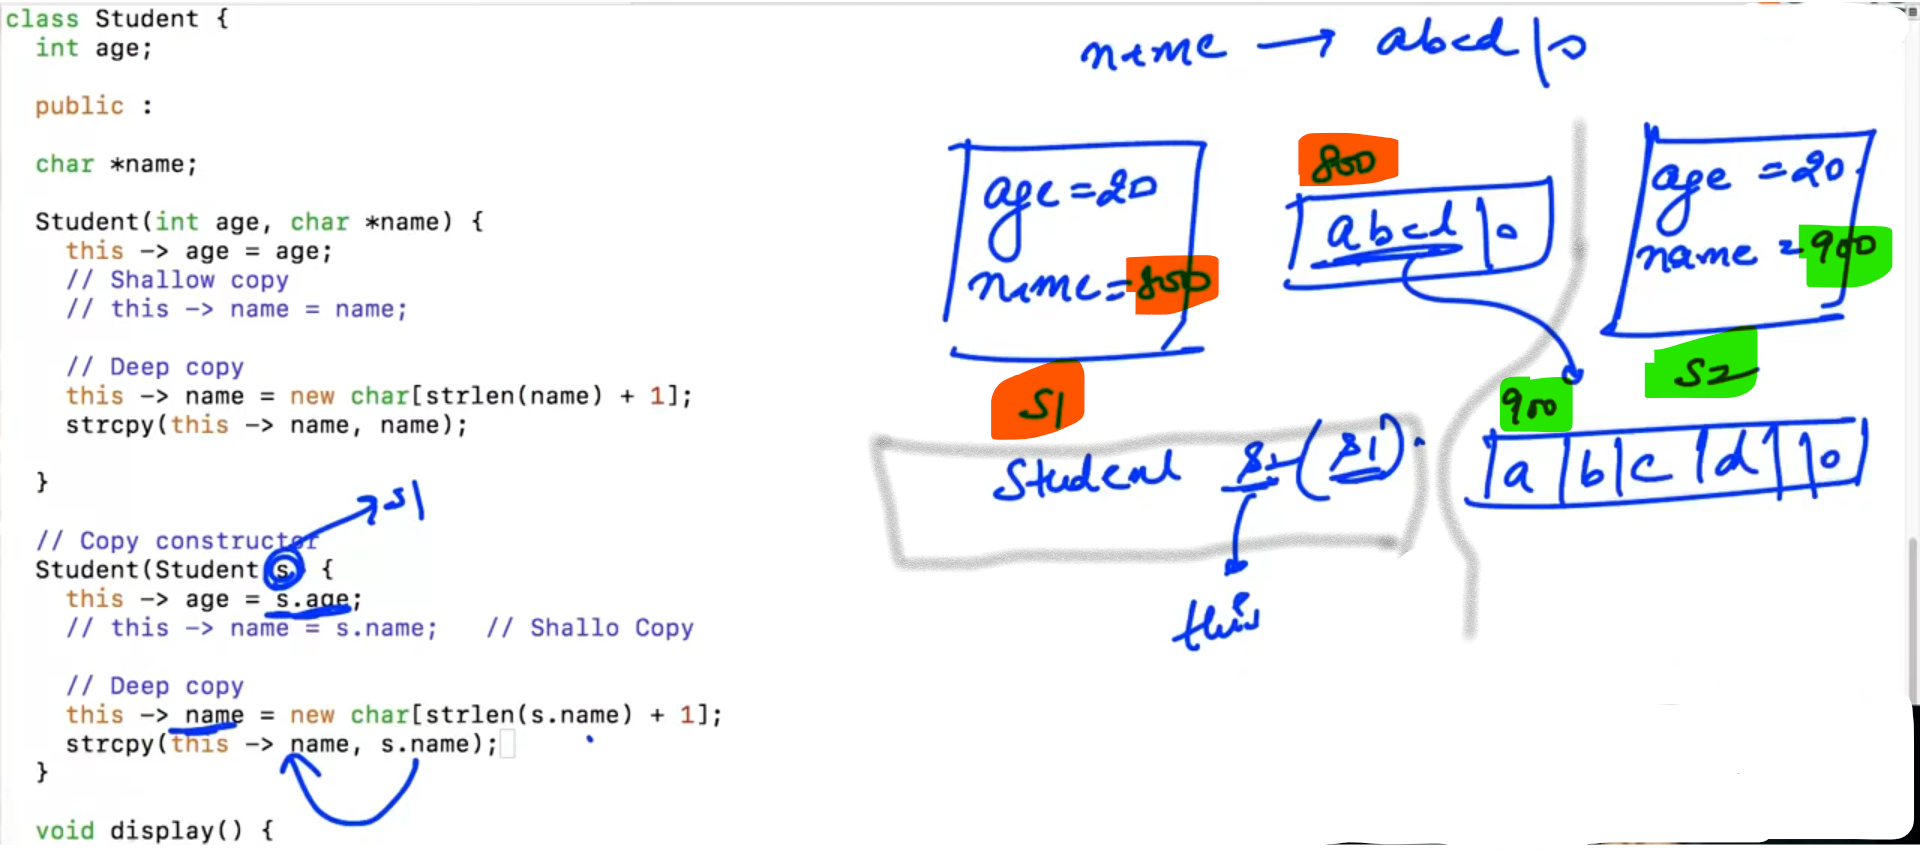 class Student {
int age;
public :
char *name;
Student(int age, char *name) {
this -> age = age;
// Shallow copy
// this -> name = name;
// Deep copy
this -> name = new char[strlen(name) + 1];
strcpy(this -> name, name);
}
// Copy constructor
Student(Student s) {
this -> age = s.age;
// this -> name = s.name;   // Shallo Copy
// Deep copy
this -> name = new char[strlen(s.name) + 1];
strcpy(this -> name, s.name);
}
void display() {
s1
name → abcd\0
age = 20
name = 800
S1
800
abcd\0
age = 20
name = 900
S2
900
a b c d \0
Student s2(s1).
this